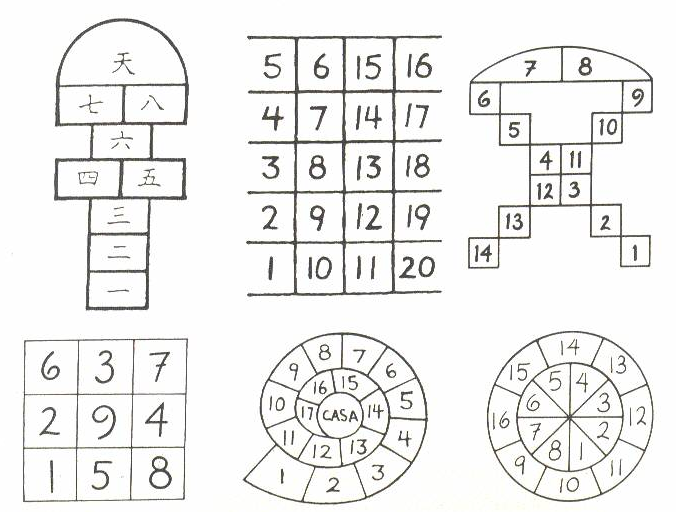 天
七 八
六
四 五
三
二
一
5 6 15 16
4 7 14 17
3 8 13 18
2 9 12 19
1 10 11 20
7 8
6 9
5 10
4 11
12 3
13 2
14 1
6 3 7
2 9 4
1 5 8
1 2 3 4 5 6 7 8 9 10 11 12 13 14 15 16 17
CASA
1 2 3 4 5 6 7 8
9 10 11 12 13 14 15 16